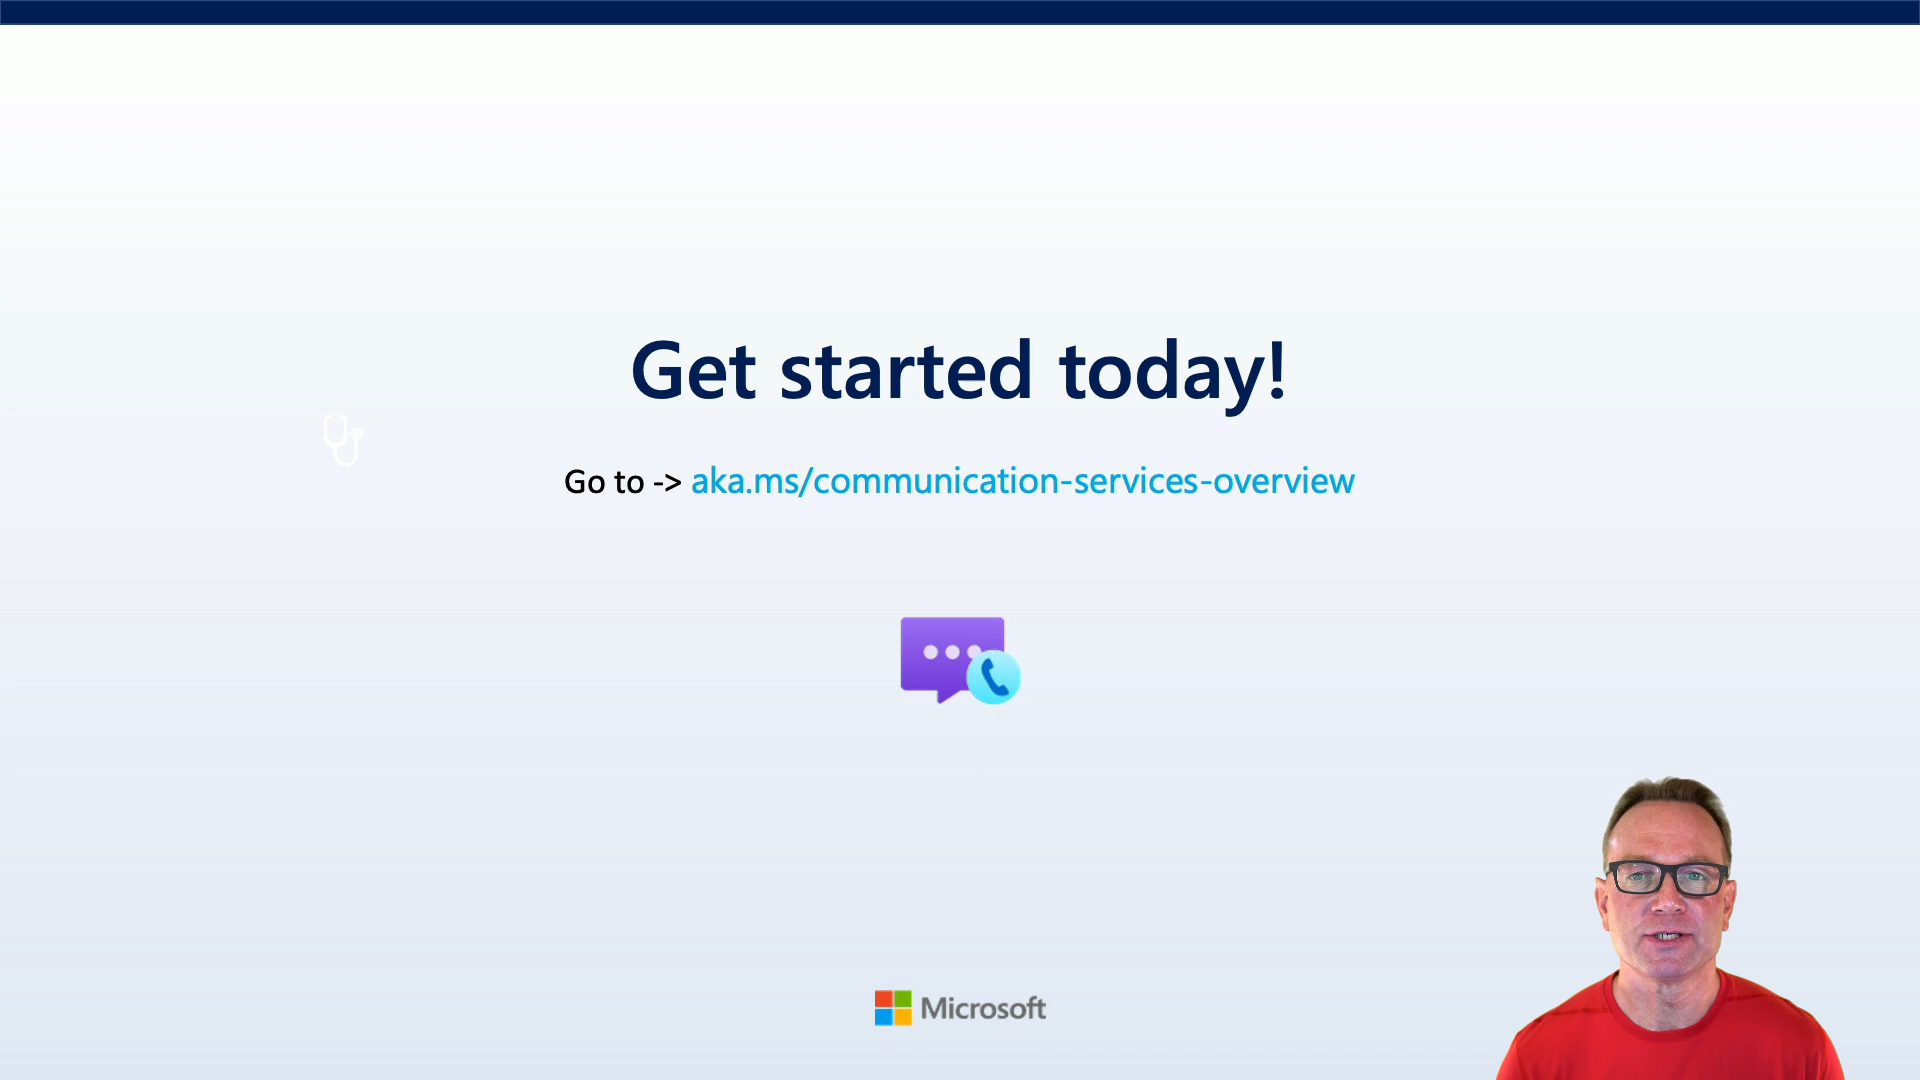 Get started today!
Go to -> aka.ms/communication-services-overview
Microsoft